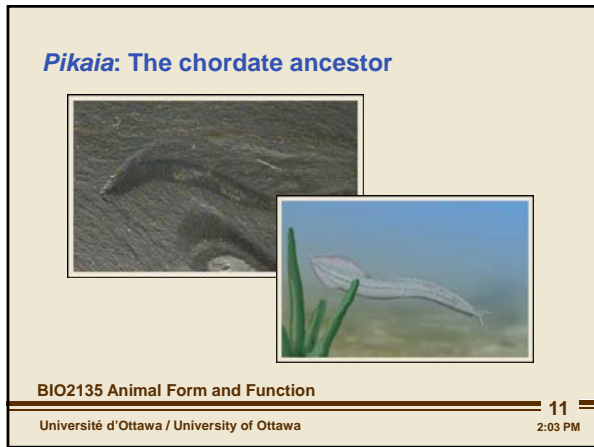 Pikaia: The chordate ancestor
BIO2135 Animal Form and Function
11
Université d'Ottawa / University of Ottawa
2:03 PM